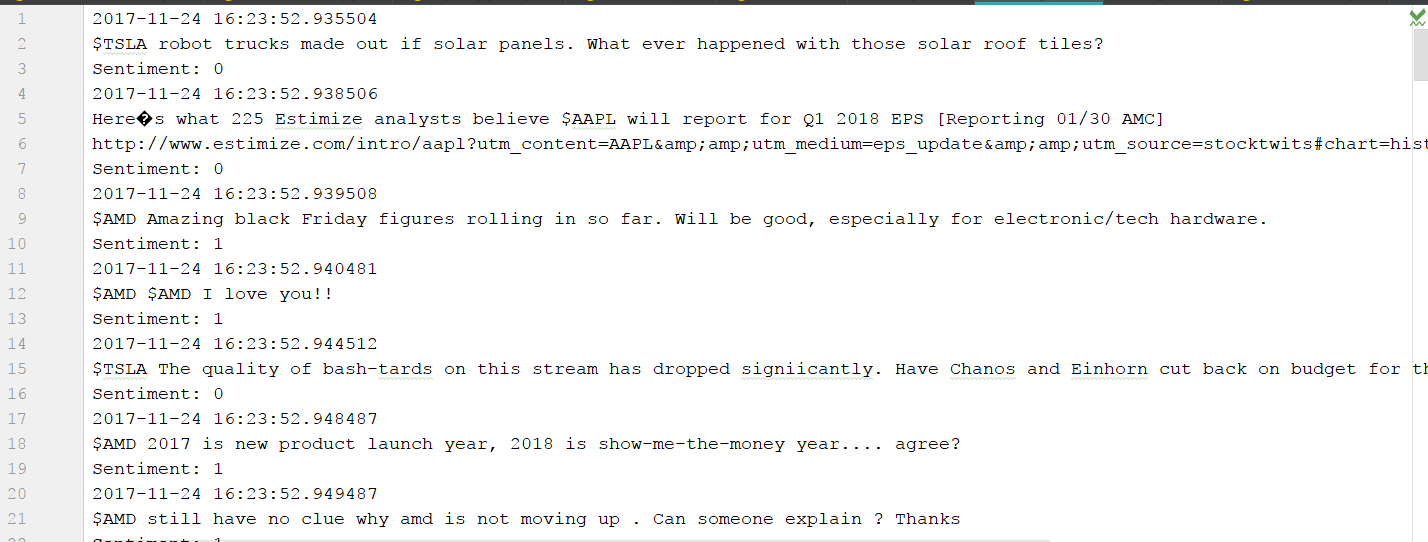 1 2017-11-24 16:23:52.935504
2 $TSLA robot trucks made out if solar panels. What ever happened with those solar roof tiles?
3 Sentiment: 0
4 2017-11-24 16:23:52.938506
5 Here�s what 225 Estimize analysts believe $AAPL will report for Q1 2018 EPS [Reporting 01/30 AMC]
6 http://www.estimize.com/intro/aapl?utm_content=AAPL&amp;amp;utm_medium=eps_update&amp;amp;utm_source=stocktwits#chart=hist
7 Sentiment: 0
8 2017-11-24 16:23:52.939508
9 $AMD Amazing black Friday figures rolling in so far. Will be good, especially for electronic/tech hardware.
10 Sentiment: 1
11 2017-11-24 16:23:52.940481
12 $AMD $AMD I love you!!
13 Sentiment: 1
14 2017-11-24 16:23:52.944512
15 $TSLA The quality of bash-tards on this stream has dropped signiicantly. Have Chanos and Einhorn cut back on budget for
16 Sentiment: 0
17 2017-11-24 16:23:52.948487
18 $AMD 2017 is new product launch year, 2018 is show-me-the-money year.... agree?
19 Sentiment: 1
20 2017-11-24 16:23:52.949487
21 $AMD still have no clue why amd is not moving up . Can someone explain ? Thanks